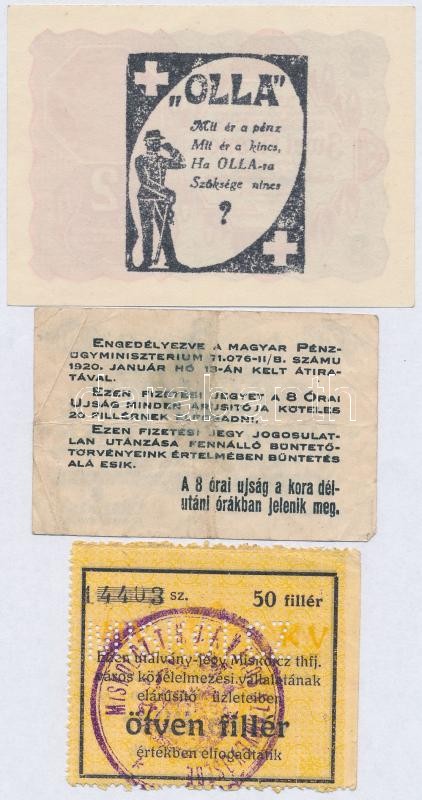 „OLLA”
Mit ér a pénz
Mit ér a kincs,
Ha OLLA-ra
Szüksége nincs
?
ENGEDÉLYEZVE A MAGYAR PÉNZ-
ÜGYMINISZTERIUM 71.076-II/B. SZÁMU
1920. JANUÁR HÓ 13-ÁN KELT ÁTIRA-
TÁVAL.
EZEN FIZETÉSI JEGYET A 8 ÓRAI
UJSÁG MINDEN ÁRUSITÓJA KÖTELES
20 FILLÉRNEK ELFOGADNI.
EZEN FIZETÉSI JEGY JOGOSULAT-
LAN UTÁNZÁSA FENNÁLLÓ BÜNTETŐ-
TÖRVÉNYEINK ÉRTELMÉBEN BÜNTETÉS
ALÁ ESIK.
A 8 órai ujság a kora dél-
utáni órákban jelenik meg.
14403 sz. 50 fillér
Ezen utalvány-jegy Miskolcz thfj.
város közélelmezési vállalatának
elárusitó üzleteiben
ötven fillér
értékben elfogadtatik